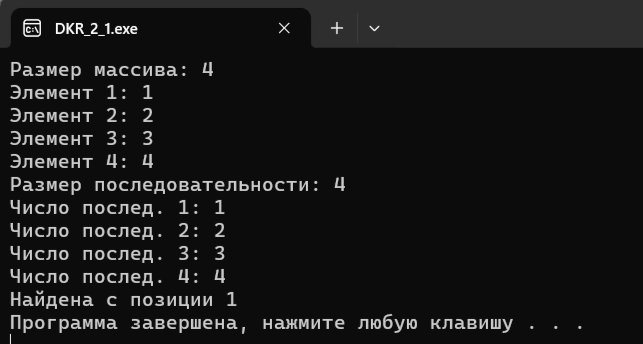 DKR_2_1.exe
Размер массива: 4
Элемент 1: 1
Элемент 2: 2
Элемент 3: 3
Элемент 4: 4
Размер последовательности: 4
Число послед. 1: 1
Число послед. 2: 2
Число послед. 3: 3
Число послед. 4: 4
Найдена с позиции 1
Программа завершена, нажмите любую клавишу . . .